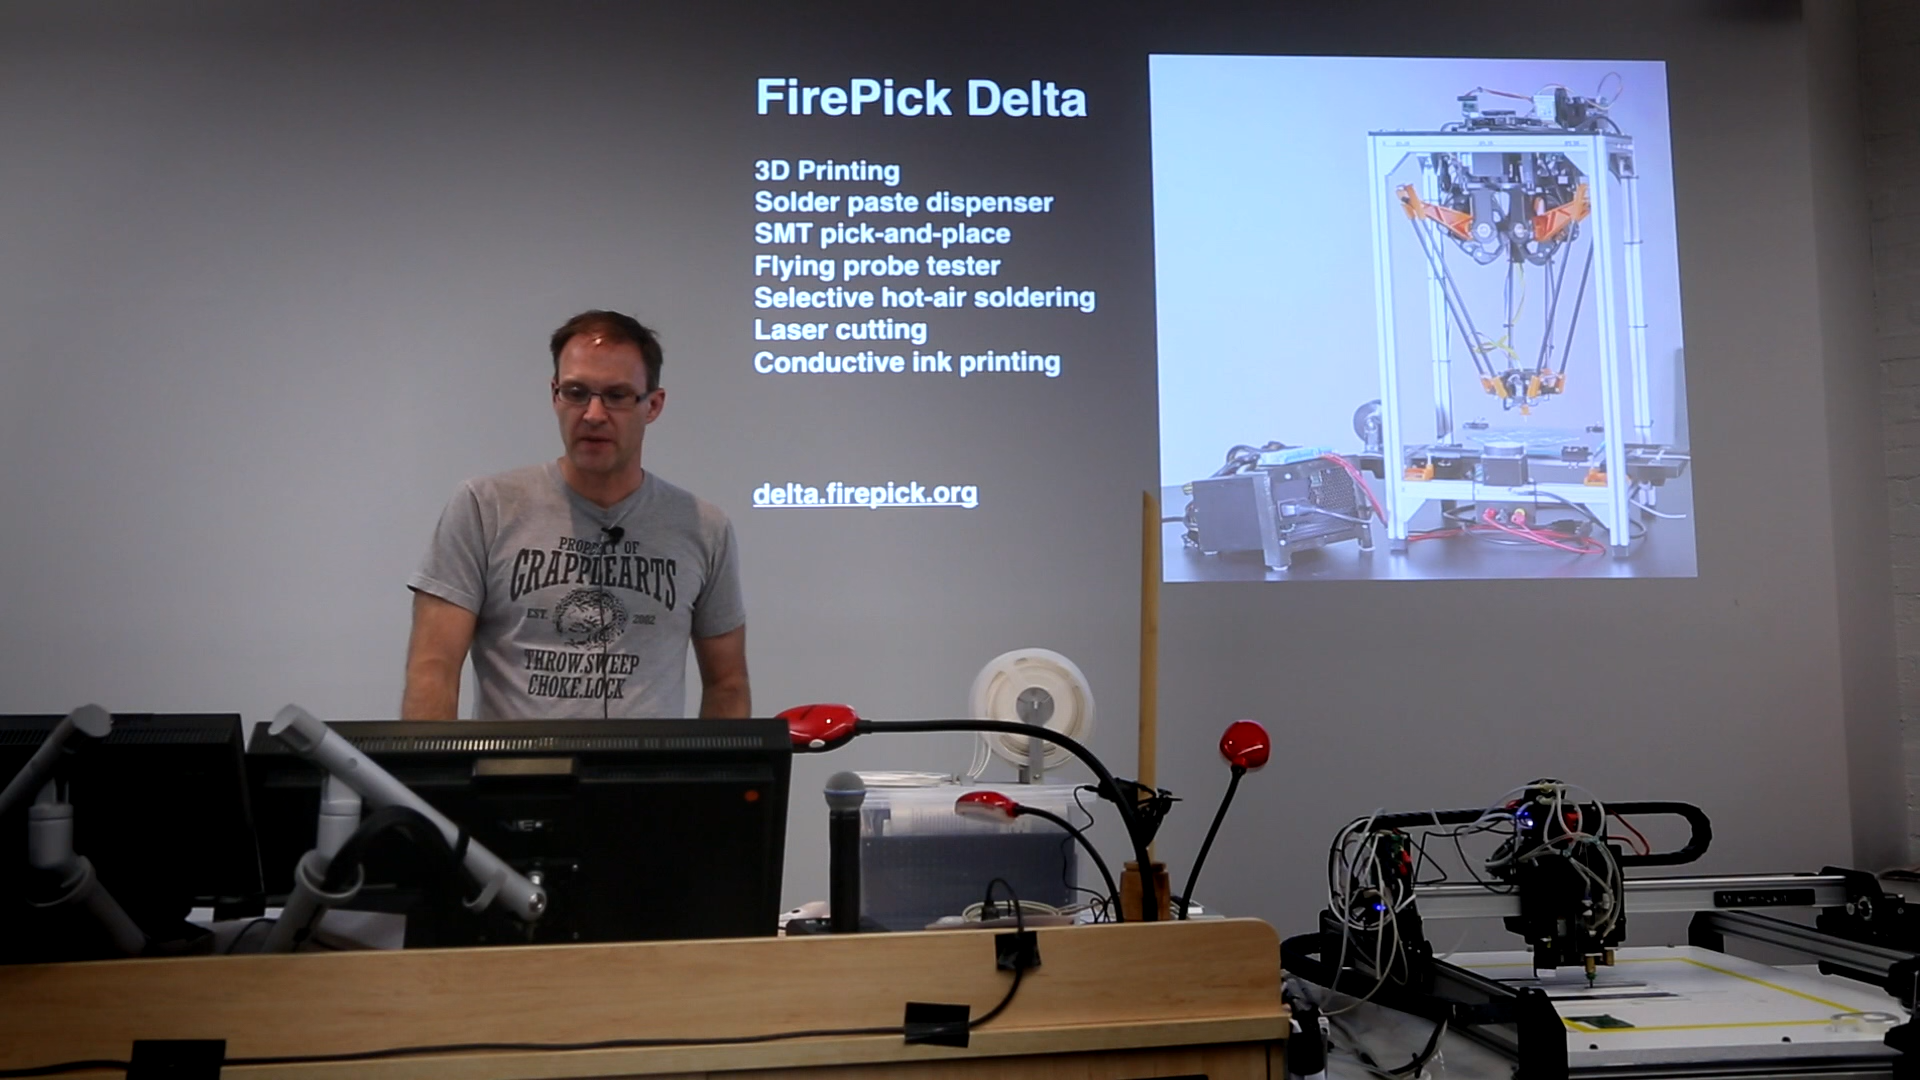 FirePick Delta
3D Printing
Solder paste dispenser
SMT pick-and-place
Flying probe tester
Selective hot-air soldering
Laser cutting
Conductive ink printing
delta.firepick.org
PROPERTY OF
GRAPPLEARTS
EST. 2002
THROW.SWEEP
CHOKE.LOCK
NEC